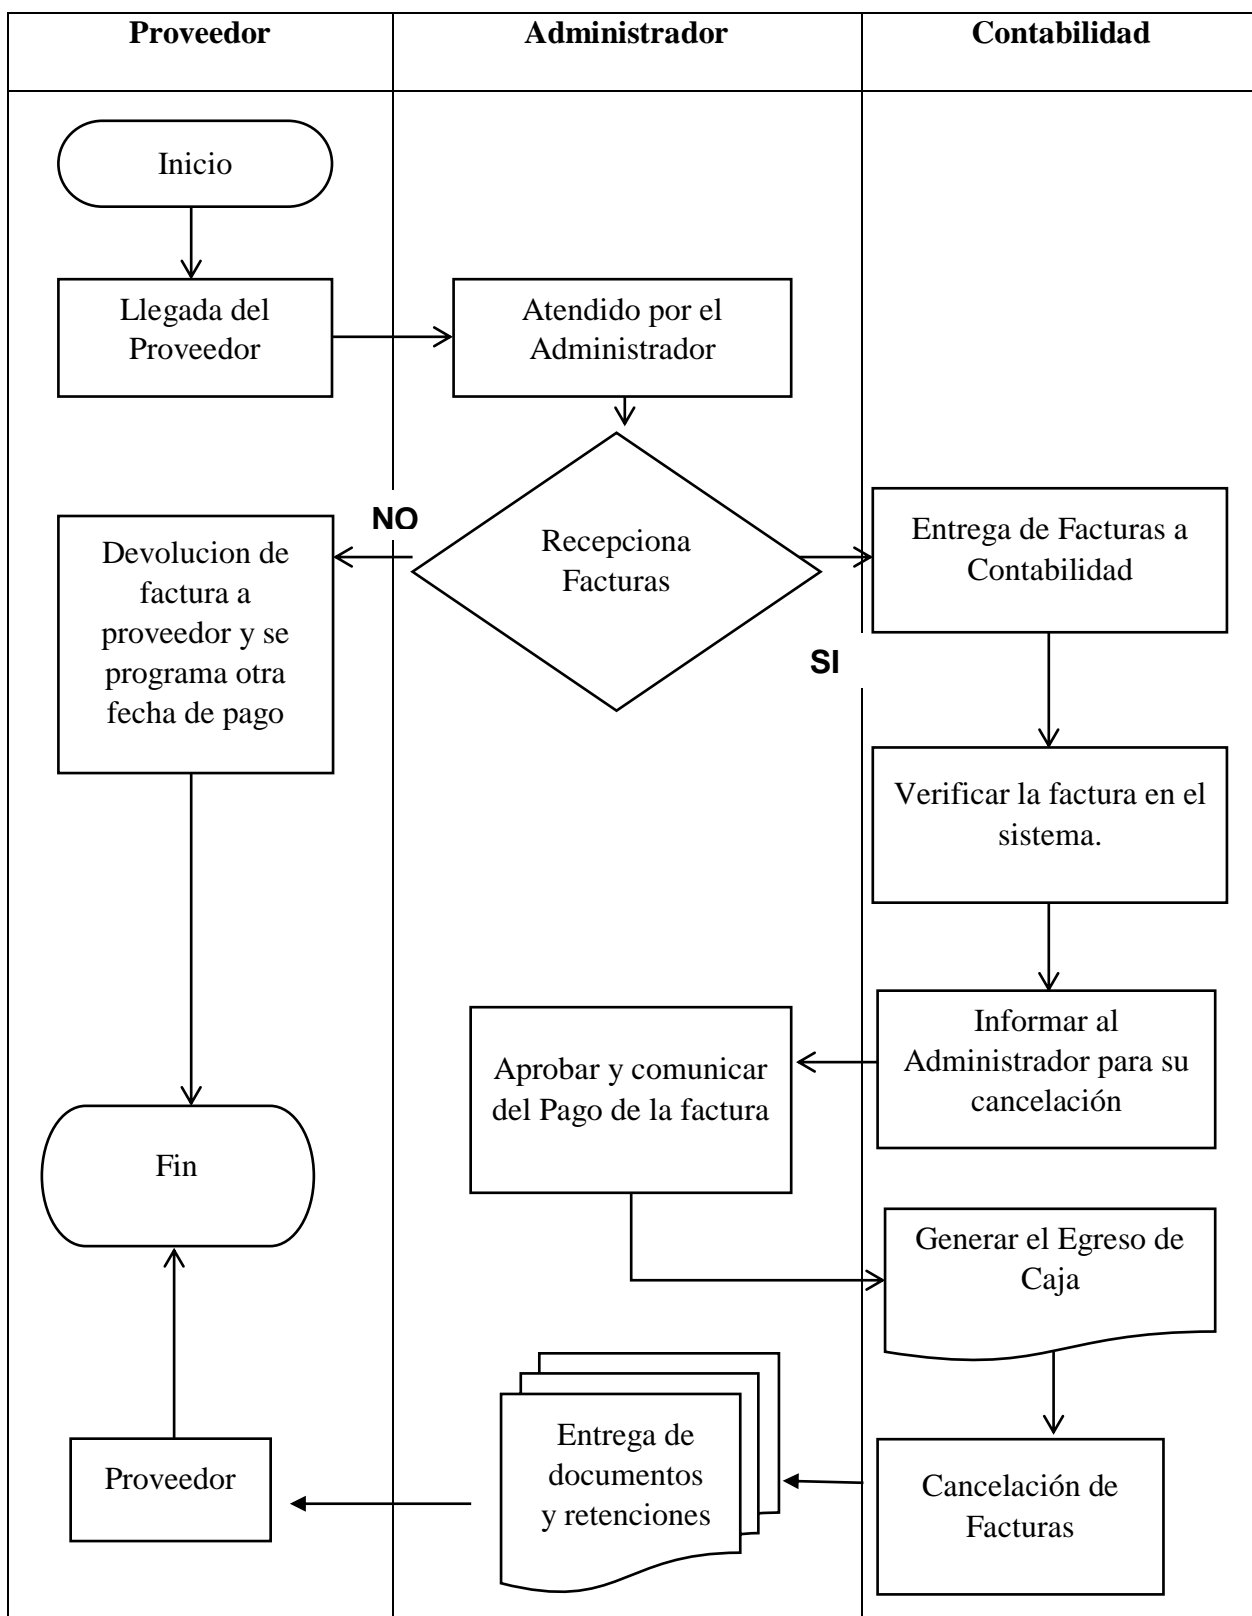 Proveedor
Administrador
Contabilidad
Inicio
Llegada del
Proveedor
Atendido por el
Administrador
NO
Recepciona
Facturas
SI
Entrega de Facturas a
Contabilidad
Devolucion de
factura a
proveedor y se
programa otra
fecha de pago
Verificar la factura en el
sistema.
Informar al
Administrador para su
cancelación
Aprobar y comunicar
del Pago de la factura
Fin
Generar el Egreso de
Caja
Entrega de
documentos
y retenciones
Proveedor
Cancelación de
Facturas